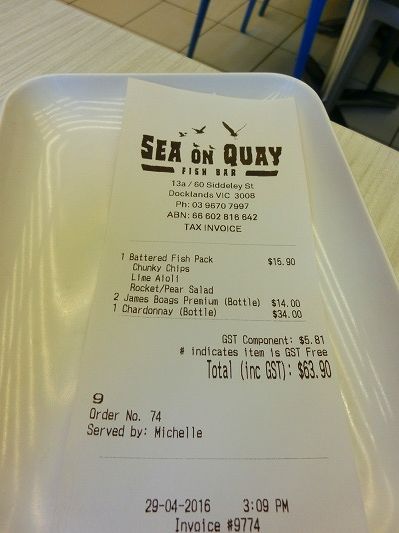 SEA ON QUAY
FISH BAR
13a / 60 Siddeley St
Docklands VIC 3008
Ph: 03 9670 7997
ABN: 66 602 816 642
TAX INVOICE
1 Battered Fish Pack $15.90
Chunky Chips
Lime Aioli
Rocket/Pear Salad
2 James Boags Premium (Bottle) $14.00
1 Chardonnay (Bottle) $34.00
GST Component: $5.81
# indicates item is GST Free
Total (inc GST): $63.90
9
Order No. 74
Served by: Michelle
29-04-2016 3:09 PM
Invoice #9774